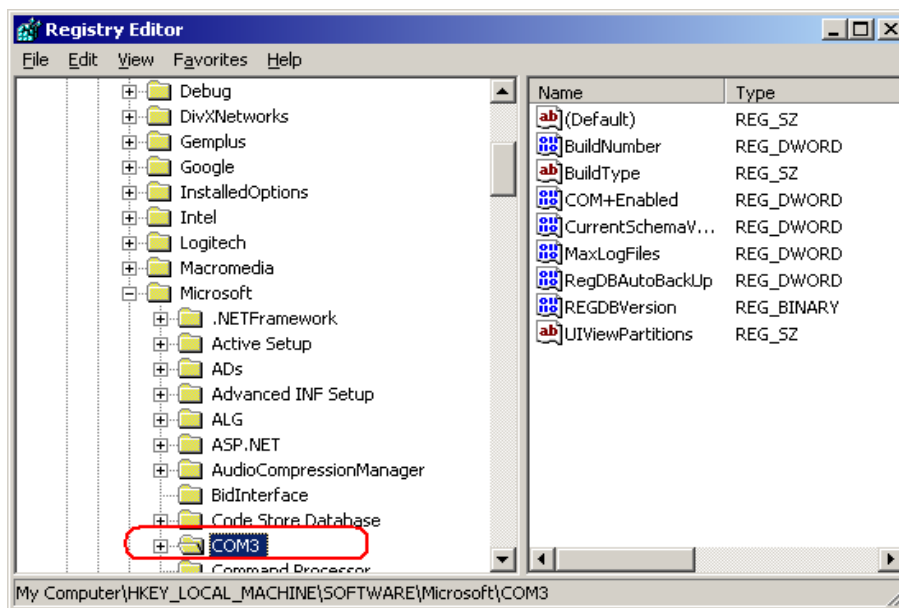 Registry Editor
File Edit View Favorites Help
Debug
DivXNetworks
Gemplus
Google
InstalledOptions
Intel
Logitech
Macromedia
Microsoft
.NETFramework
Active Setup
ADs
Advanced INF Setup
ALG
ASP.NET
AudioCompressionManager
BidInterface
Code Store Database
COM3
Command Processor
Name Type
(Default) REG_SZ
BuildNumber REG_DWORD
BuildType REG_SZ
COM+Enabled REG_DWORD
CurrentSchemaV... REG_DWORD
MaxLogFiles REG_DWORD
RegDBAutoBackUp REG_DWORD
REGDBVersion REG_BINARY
UIViewPartitions REG_SZ
My Computer\HKEY_LOCAL_MACHINE\SOFTWARE\Microsoft\COM3